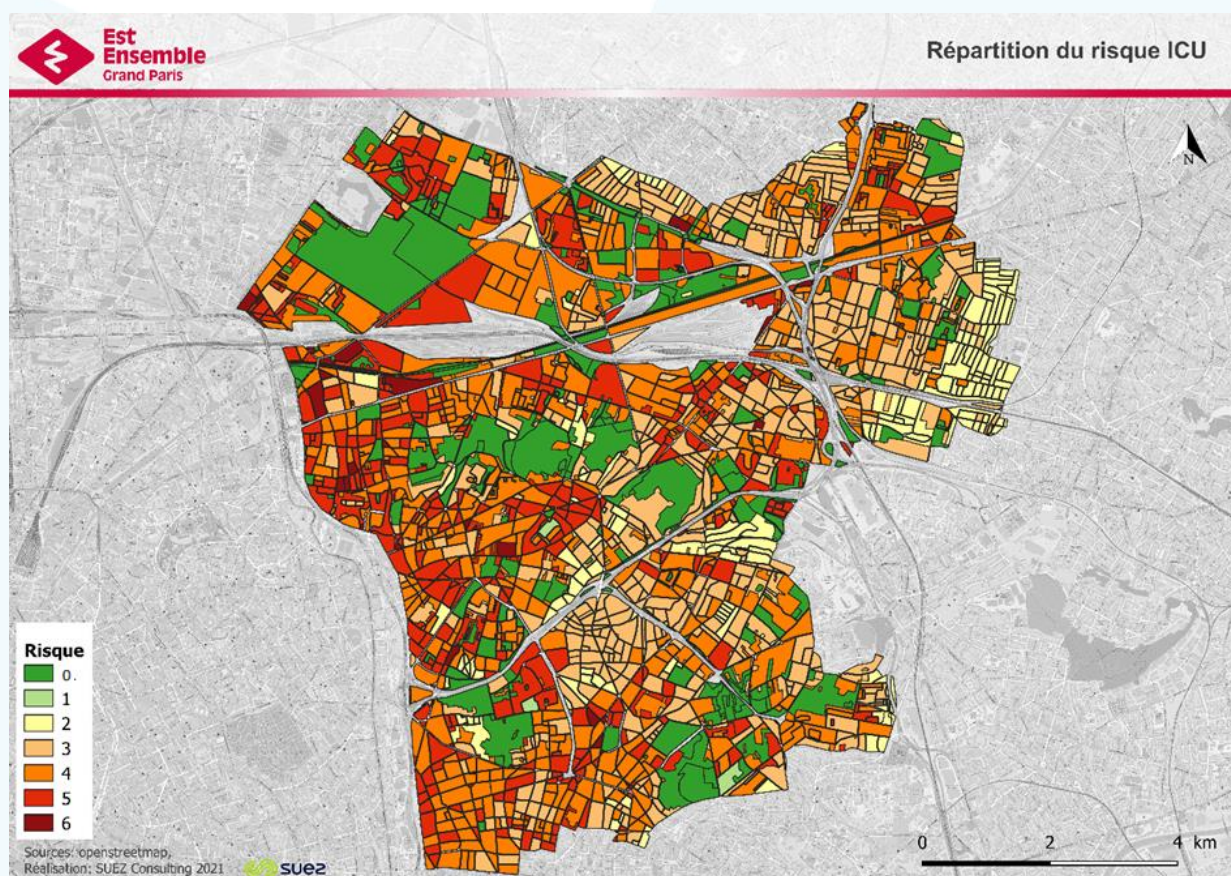 Est
Ensemble
Grand Paris
Répartition du risque ICU
N
Risque
0.
1
2
3
4
5
6
0 2 4 km
Sources: openstreetmap,
Réalisation: SUEZ Consulting 2021
suez